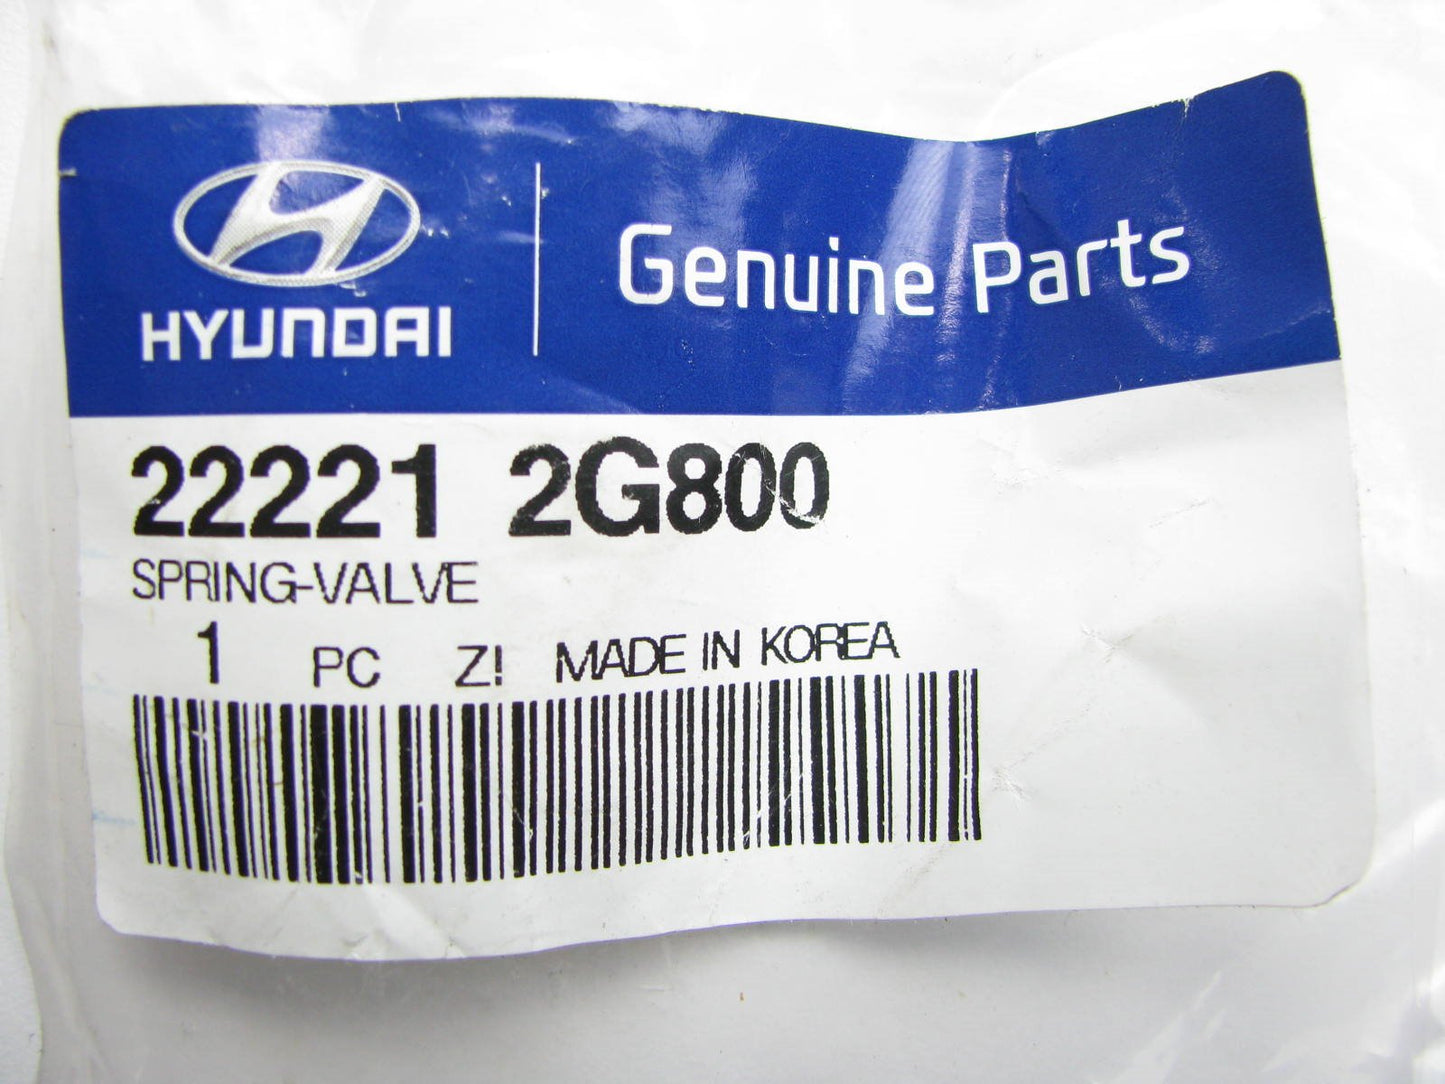 HYUNDAI
Genuine Parts
22221 2G800
SPRING-VALVE
1 PC Z! MADE IN KOREA